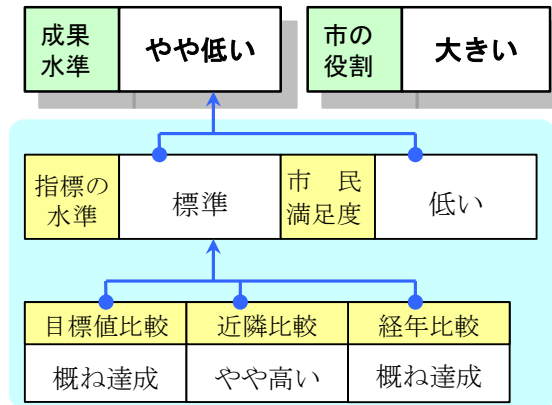 成果
水準
やや低い
市の
役割
大きい
指標の
水準
標準
市　民
満足度
低い
目標値比較
近隣比較
経年比較
概ね達成
やや高い
概ね達成